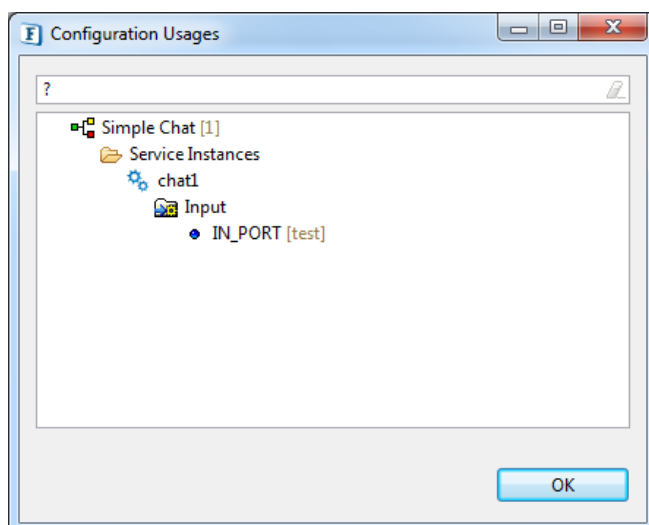 F Configuration Usages
?
Simple Chat [1]
Service Instances
chat1
Input
IN_PORT [test]
OK